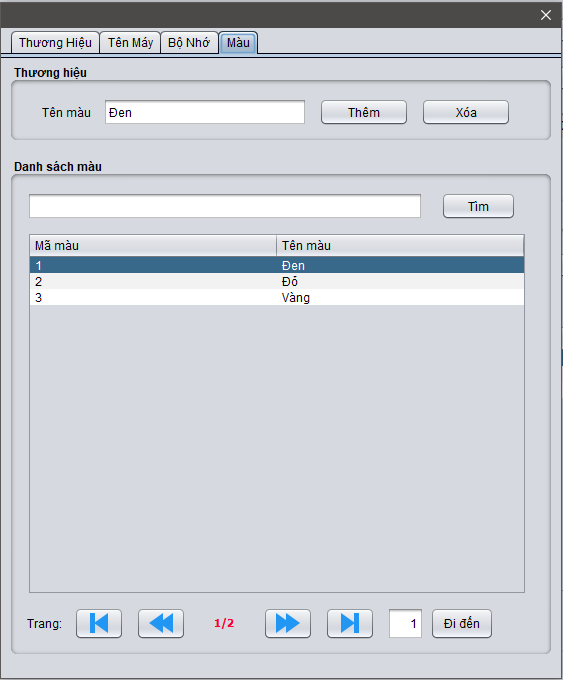 Thương Hiệu Tên Máy Bộ Nhớ Màu
Thương hiệu
Tên màu Đen Thêm Xóa
Danh sách màu
Tìm
Mã màu Tên màu
1 Đen
2 Đỏ
3 Vàng
Trang: 1/2 1 Đi đến